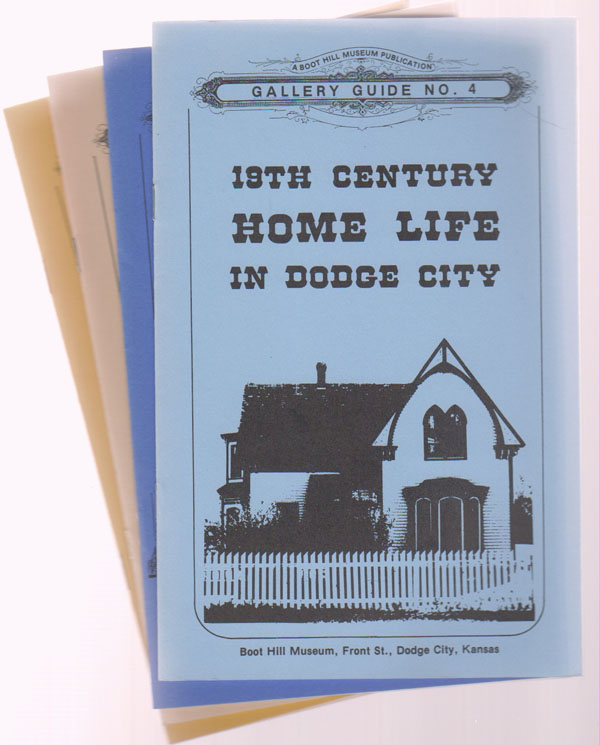 A BOOT HILL MUSEUM PUBLICATION
GALLERY GUIDE NO. 4
19TH CENTURY
HOME LIFE
IN DODGE CITY
Boot Hill Museum, Front St., Dodge City, Kansas